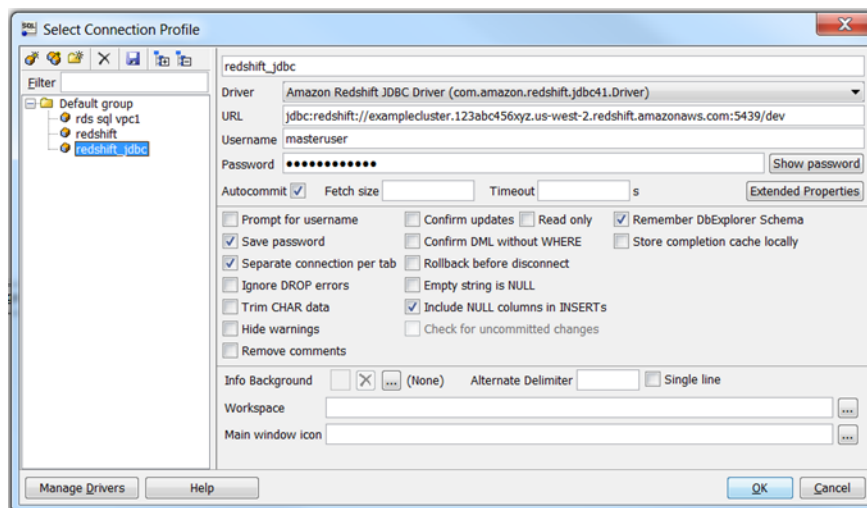 Select Connection Profile
Filter
Default group
rds sql vpc1
redshift
redshift_jdbc
redshift_jdbc
Driver Amazon Redshift JDBC Driver (com.amazon.redshift.jdbc41.Driver)
URL jdbc:redshift://examplecluster.123abc456xyz.us-west-2.redshift.amazonaws.com:5439/dev
Username masteruser
Password ●●●●●●●●●●●● Show password
Autocommit Fetch size Timeout s Extended Properties
Prompt for username Confirm updates Read only Remember DbExplorer Schema
Save password Confirm DML without WHERE Store completion cache locally
Separate connection per tab Rollback before disconnect
Ignore DROP errors Empty string is NULL
Trim CHAR data Include NULL columns in INSERTs
Hide warnings Check for uncommitted changes
Remove comments
Info Background ... (None) Alternate Delimiter Single line
Workspace ...
Main window icon ...
Manage Drivers Help OK Cancel